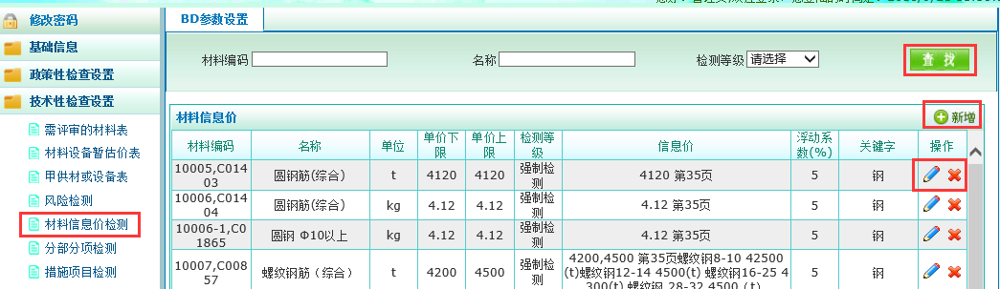 修改密码
基础信息
政策性检查设置
技术性检查设置
需评审的材料表
材料设备暂估价表
甲供材或设备表
风险检测
材料信息价检测
分部分项检测
措施项目检测
BD参数设置
材料编码 名称 检测等级 请选择 查 找
材料信息价 新增
材料编码 名称 单位 单价下限 单价上限 检测等级 信息价 浮动系数(%) 关键字 操作
10005,C01403 圆钢筋(综合) t 4120 4120 强制检测 4120 第35页 5 钢
10006,C01404 圆钢筋(综合) kg 4.12 4.12 强制检测 4.12 第35页 5 钢
10006-1,C01865 圆钢 Φ10以上 kg 4.12 4.12 强制检测 4.12 第35页 5 钢
10007,C00857 螺纹钢筋（综合） t 4200 4500 强制检测 4200,4500 第35页螺纹钢8-10 42500(t)螺纹钢12-14 4500(t) 螺纹钢16-25 4300(t) 螺纹钢 28-32 4500（t） 5 钢